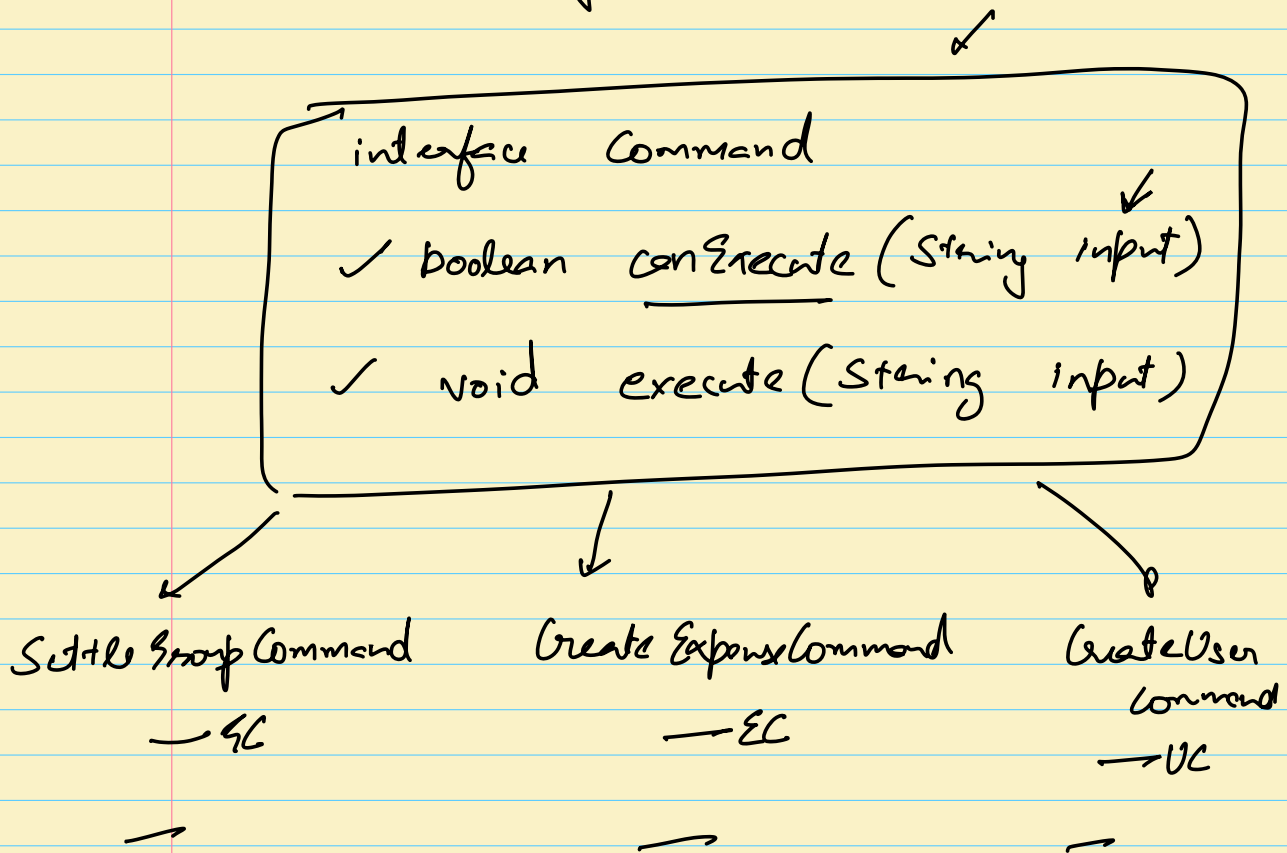 interface Command
✓ boolean canExecute (String input)
✓ void execute (String input)
SettleGroupCommand
CreateExpenseCommand
CreateUser
Command
GC
EC
UC